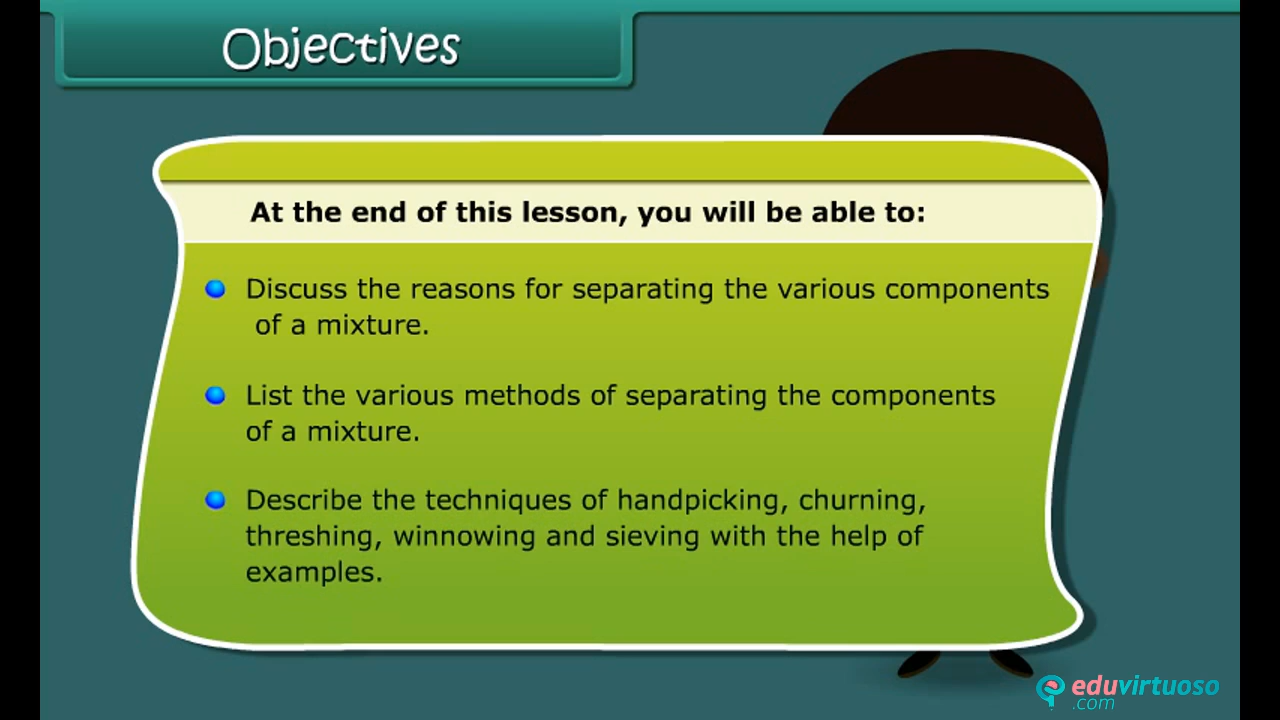 Objectives
At the end of this lesson, you will be able to:
Discuss the reasons for separating the various components
of a mixture.
List the various methods of separating the components
of a mixture.
Describe the techniques of handpicking, churning,
threshing, winnowing and sieving with the help of
examples.
eduvirtuoso
.com